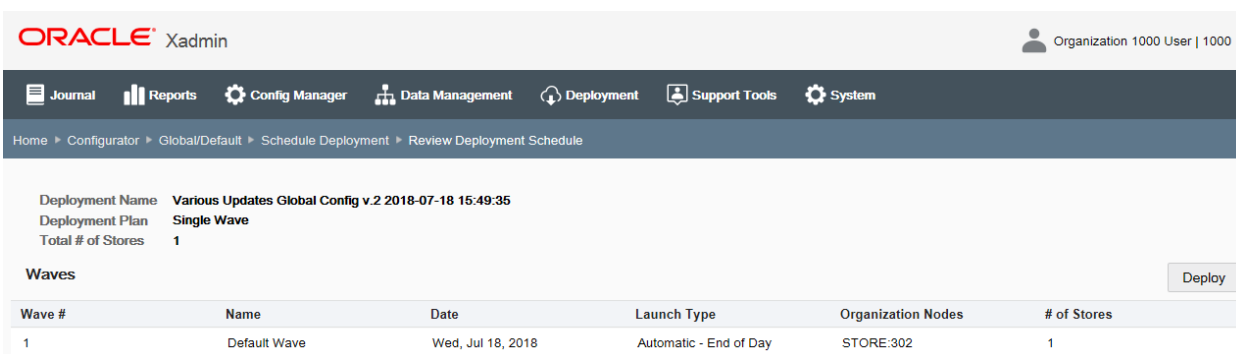 ORACLE Xadmin Organization 1000 User | 1000
Journal Reports Config Manager Data Management Deployment Support Tools System
Home ▸ Configurator ▸ Global/Default ▸ Schedule Deployment ▸ Review Deployment Schedule
Deployment Name Various Updates Global Config v.2 2018-07-18 15:49:35
Deployment Plan Single Wave
Total # of Stores 1
Waves Deploy
Wave # Name Date Launch Type Organization Nodes # of Stores
1 Default Wave Wed, Jul 18, 2018 Automatic - End of Day STORE:302 1